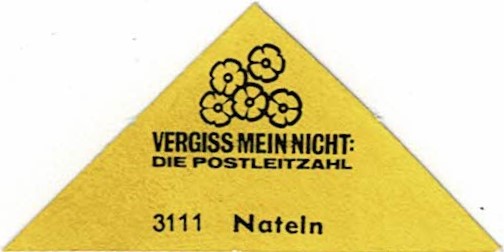 VERGISS·MEIN·NICHT:
DIE POSTLEITZAHL
3111 Nateln